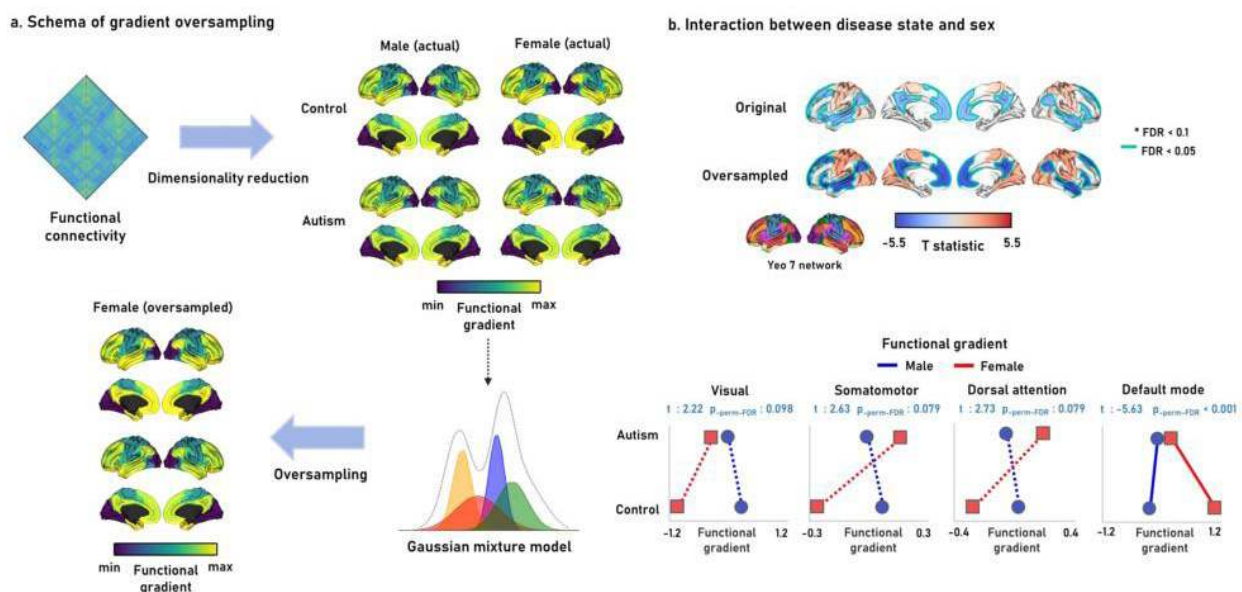 a. Schema of gradient oversampling
Male (actual)
Female (actual)
Control
Dimensionality reduction
Functional
connectivity
Autism
min
Functional
gradient
max
Female (oversampled)
Oversampling
Gaussian mixture model
min
Functional
gradient
max
b. Interaction between disease state and sex
Original
* FDR < 0.1
FDR < 0.05
Oversampled
-5.5
T statistic
5.5
Yeo 7 network
Functional gradient
Male
Female
Visual
Somatomotor
Dorsal attention
Default mode
t : 2.22 p-perm-FDR : 0.098
t : 2.63 p-perm-FDR : 0.079
t : 2.73 p-perm-FDR : 0.079
t : -5.63 p-perm-FDR < 0.001
Autism
Control
-1.2 Functional gradient 1.2
-0.3 Functional gradient 0.3
-0.4 Functional gradient 0.4
-1.2 Functional gradient 1.2